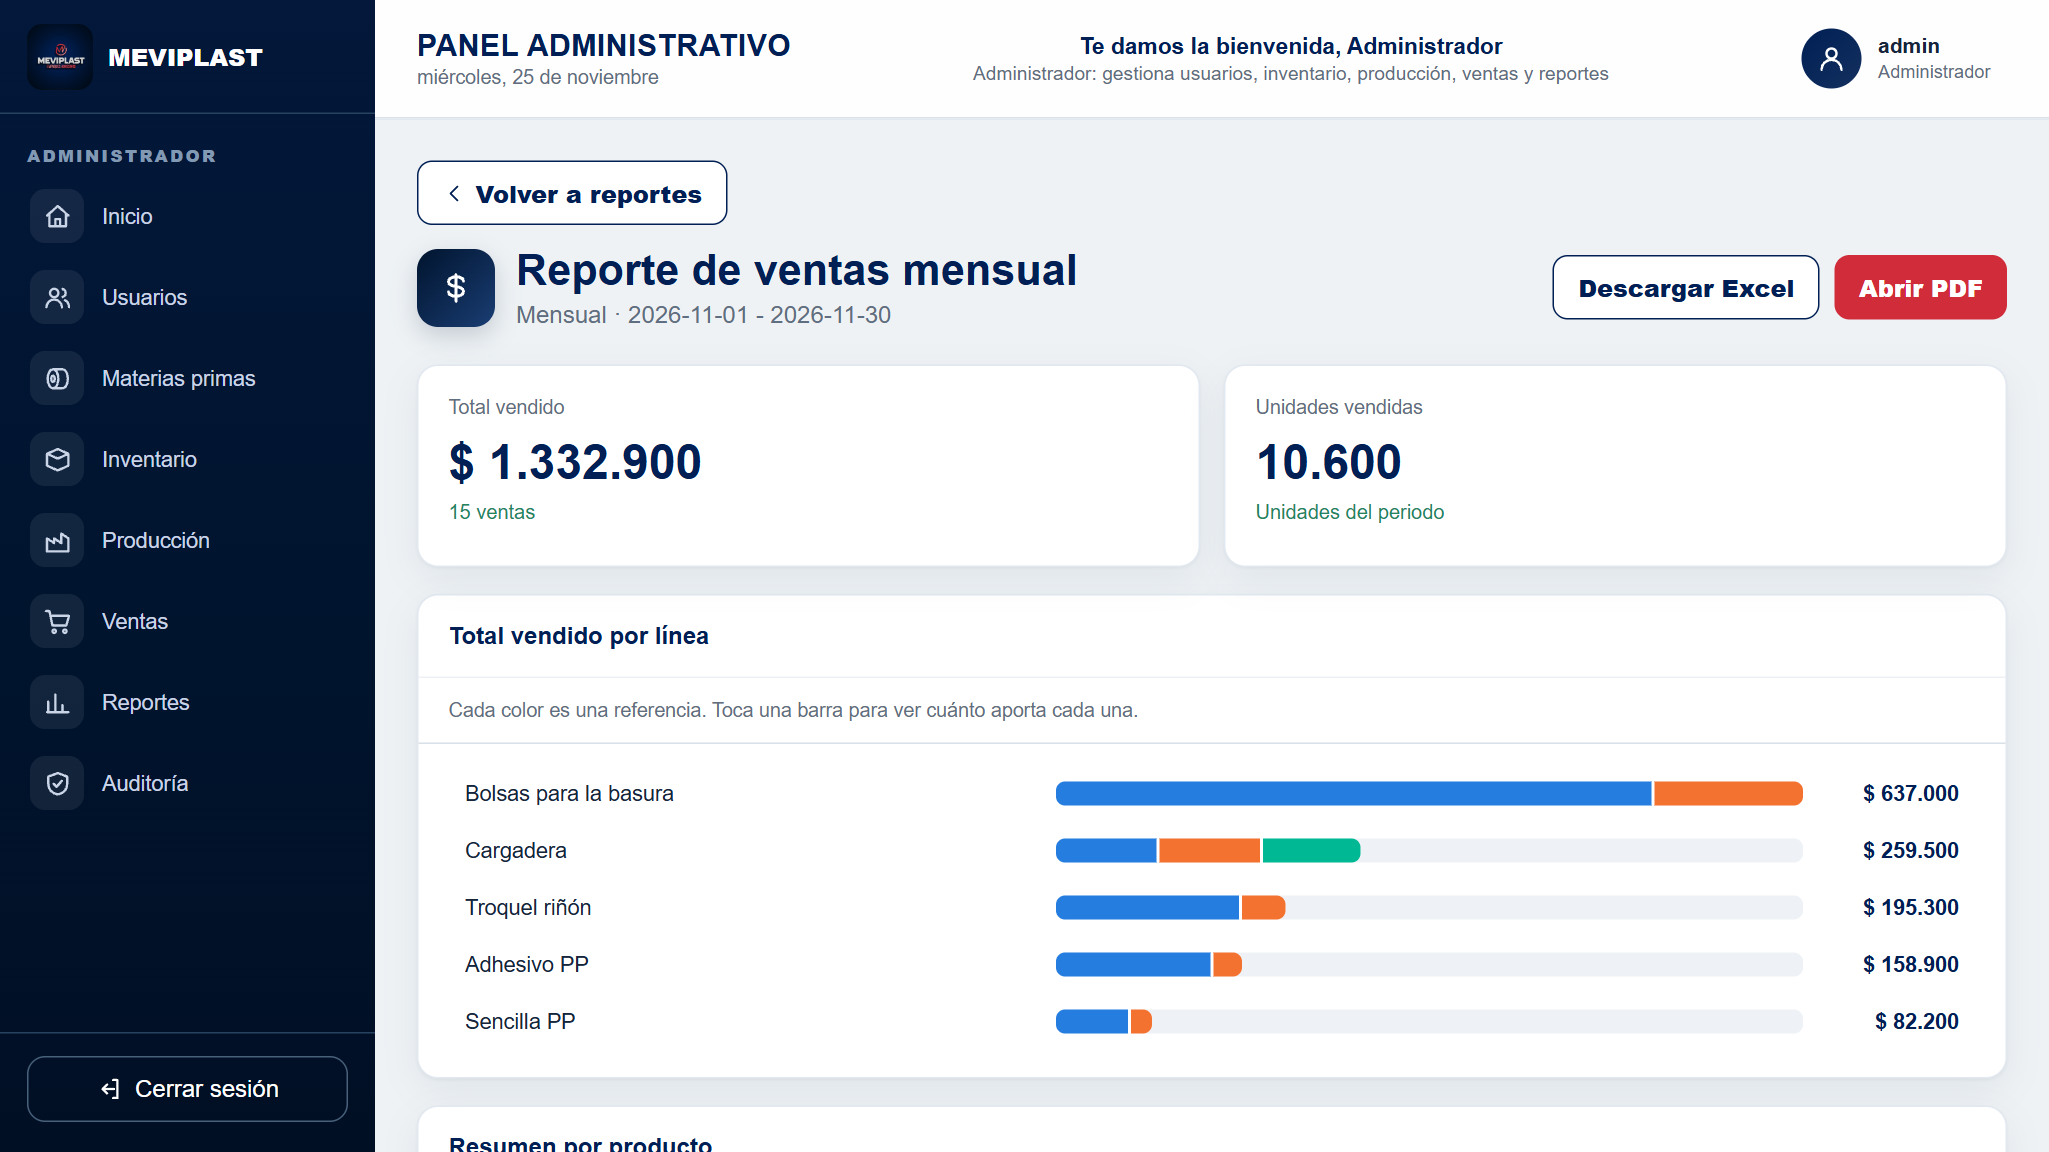 MEVIPLAST
MEVIPLAST
ADMINISTRADOR
Inicio
Usuarios
Materias primas
Inventario
Producción
Ventas
Reportes
Auditoría
Cerrar sesión
PANEL ADMINISTRATIVO
miércoles, 25 de noviembre
Te damos la bienvenida, Administrador
Administrador: gestiona usuarios, inventario, producción, ventas y reportes
admin
Administrador
Volver a reportes
$
Reporte de ventas mensual
Mensual · 2026-11-01 - 2026-11-30
Descargar Excel
Abrir PDF
Total vendido
$ 1.332.900
15 ventas
Unidades vendidas
10.600
Unidades del periodo
Total vendido por línea
Cada color es una referencia. Toca una barra para ver cuánto aporta cada una.
Bolsas para la basura $ 637.000
Cargadera $ 259.500
Troquel riñón $ 195.300
Adhesivo PP $ 158.900
Sencilla PP $ 82.200
Resumen por producto